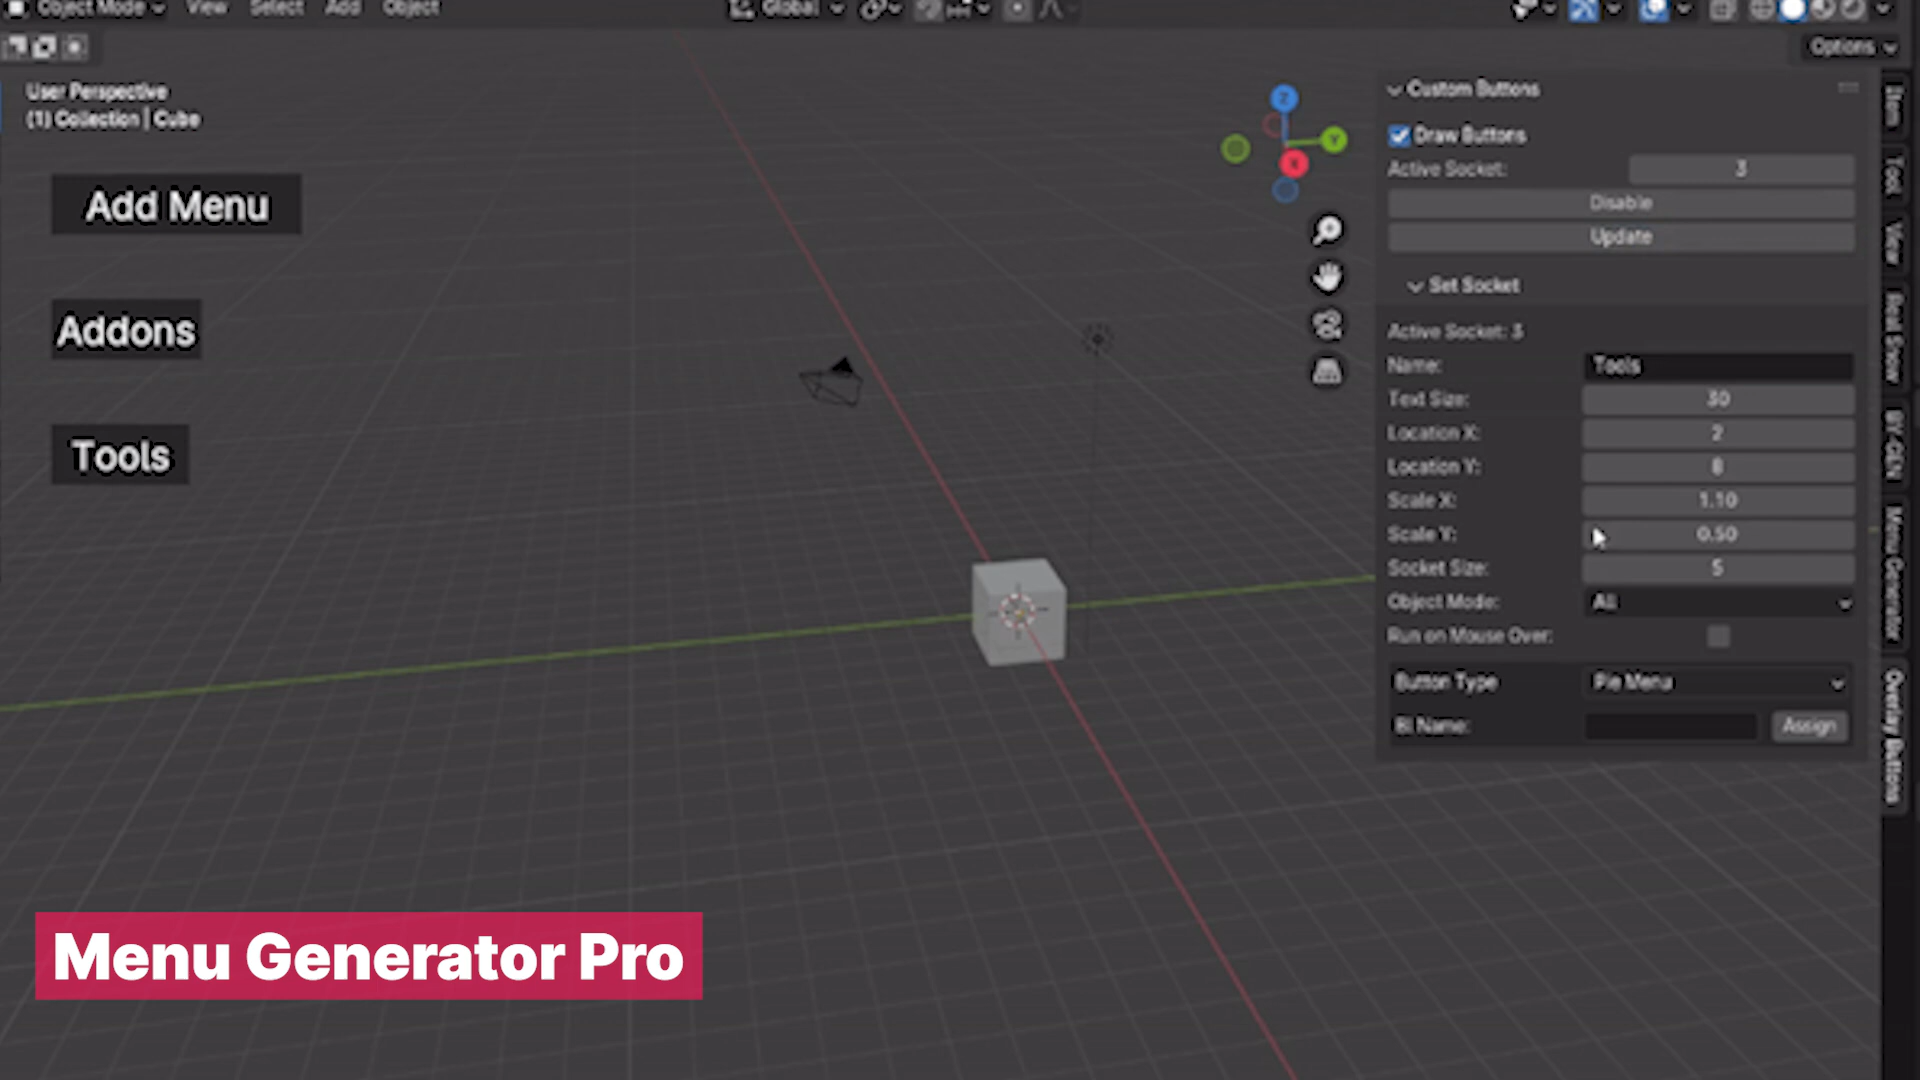 Object Mode View Select Add Object Global
Options
User Perspective
(1) Collection | Cube
Add Menu
Addons
Tools
Z
Y
X
Custom Buttons
Draw Buttons
Active Socket: 3
Disable
Update
Set Socket
Active Socket: 3
Name: Tools
Text Size: 30
Location X: 2
Location Y: 8
Scale X: 1.10
Scale Y: 0.50
Socket Size: 5
Object Mode: All
Run on Mouse Over:
Button Type Pie Menu
Bl Name: Assign
Item
Tool
View
Real Snow
BY-GEN
Menu Generator
Overlay Buttons
Menu Generator Pro